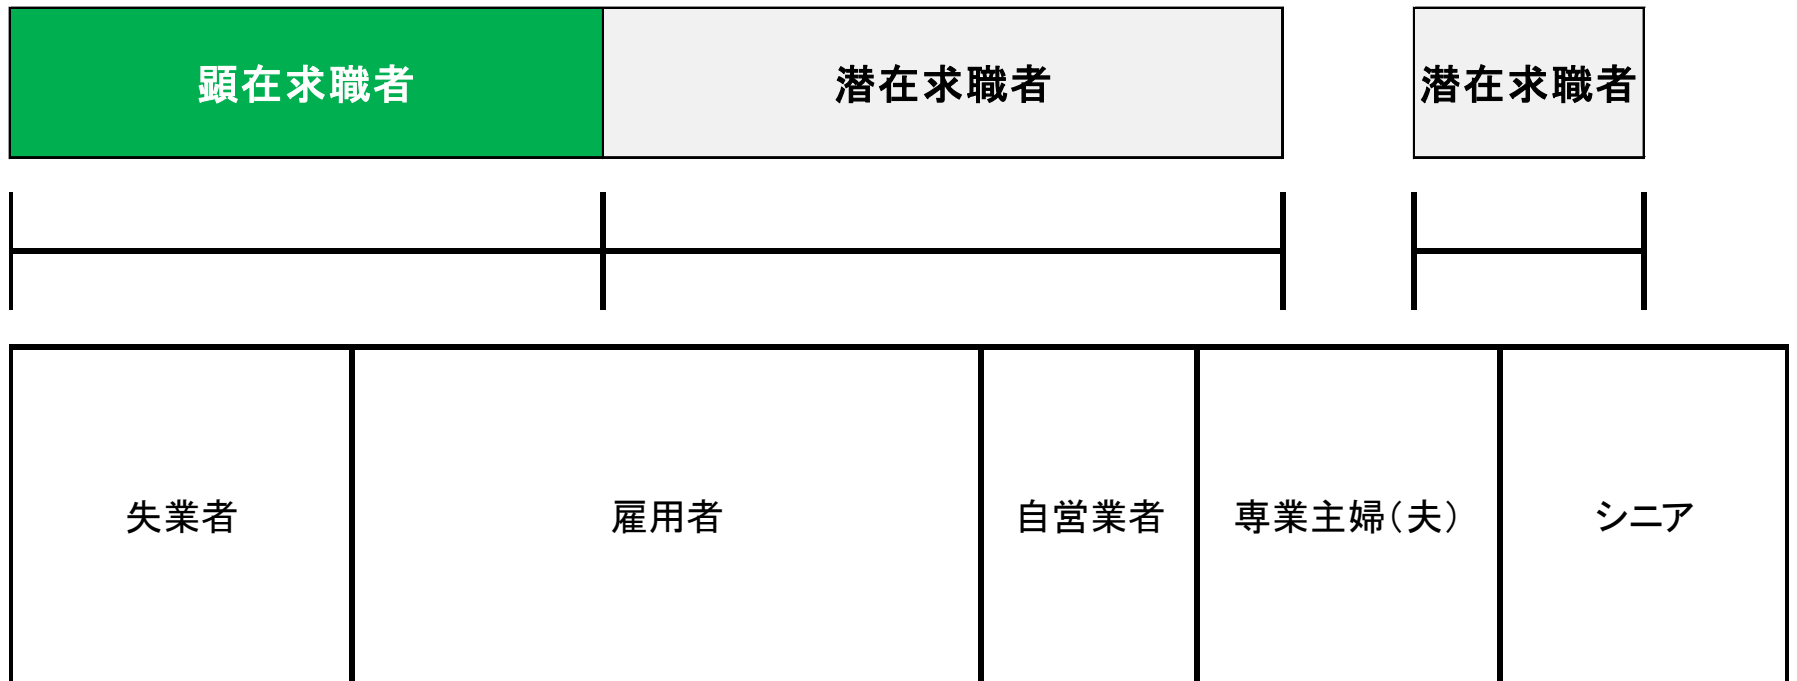 顕在求職者
潜在求職者
潜在求職者
失業者
雇用者
自営業者
専業主婦(夫)
シニア